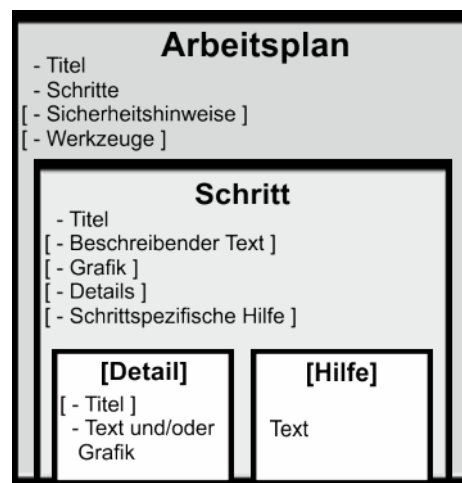 Arbeitsplan
- Titel
- Schritte
[ - Sicherheitshinweise ]
[ - Werkzeuge ]
Schritt
- Titel
[ - Beschreibender Text ]
[ - Grafik ]
[ - Details ]
[ - Schrittspezifische Hilfe ]
[Detail]
[ - Titel ]
- Text und/oder
Grafik
[Hilfe]
Text